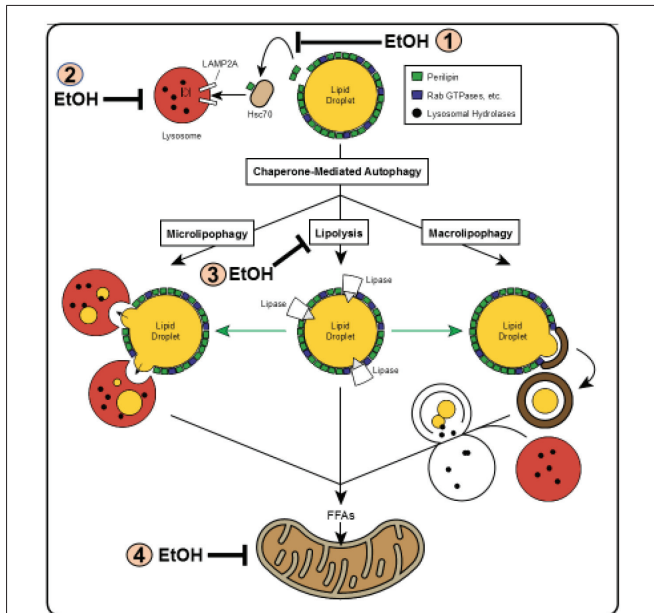 EtOH 1
2
EtOH
LAMP2A
Hsc70
Lysosome
Lipid
Droplet
Perilipin
Rab GTPases, etc.
Lysosomal Hydrolases
Chaperone-Mediated Autophagy
Microlipophagy
Lipolysis
Macrolipophagy
3 EtOH
Lipase
Lipase
Lipase
Lipid
Droplet
Lipid
Droplet
Lipid
Droplet
FFAs
4 EtOH